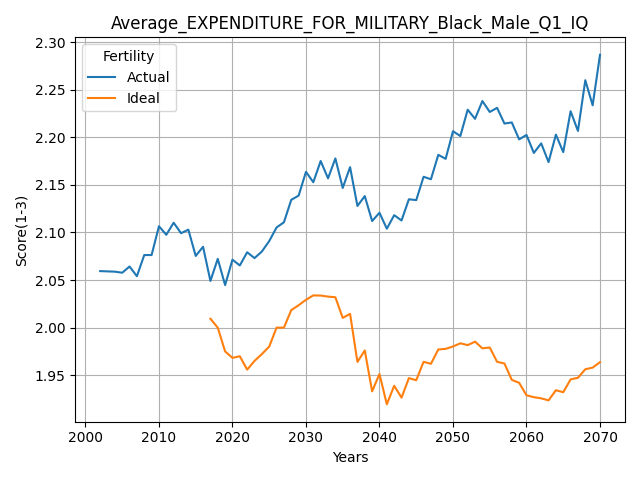 Average_EXPENDITURE_FOR_MILITARY_Black_Male_Q1_IQ
Fertility
Actual
Ideal
Score(1-3)
2.30
2.25
2.20
2.15
2.10
2.05
2.00
1.95
2000 2010 2020 2030 2040 2050 2060 2070
Years